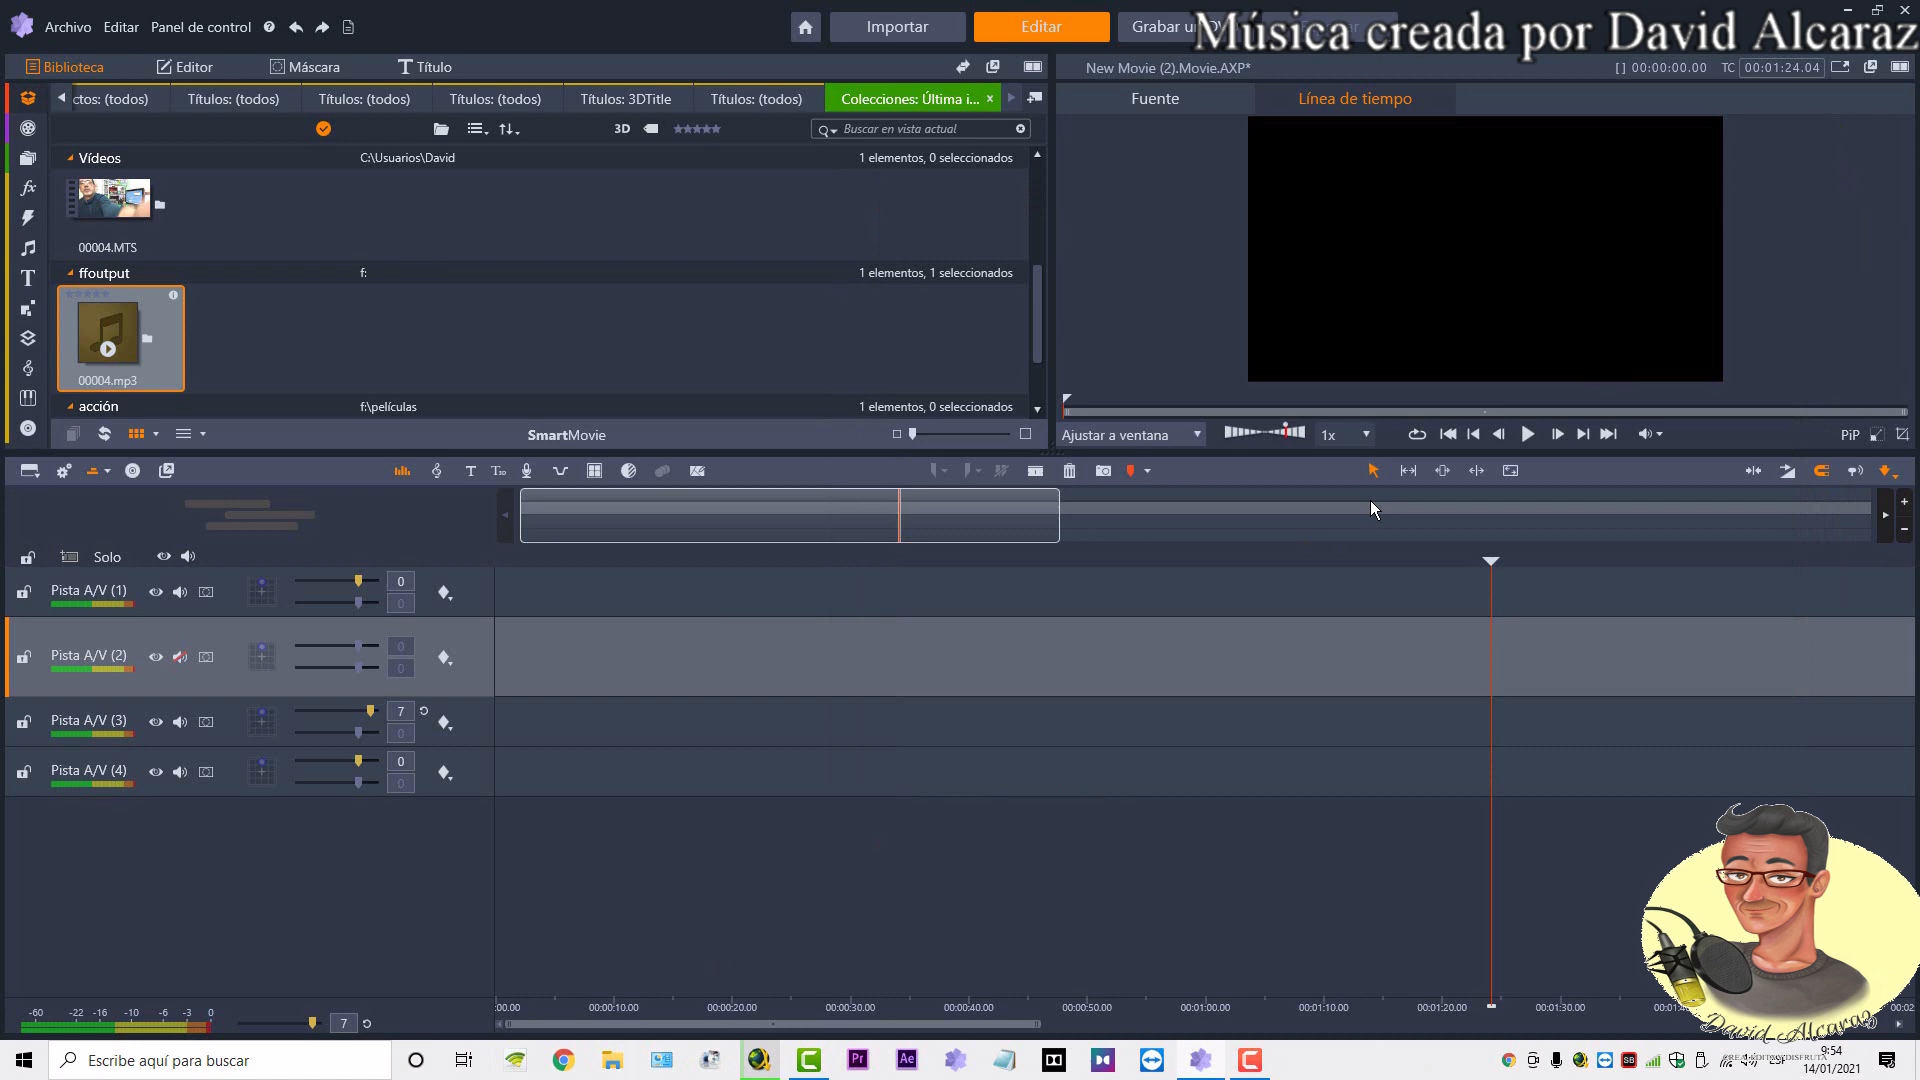 Archivo Editar Panel de control
Importar Editar
Música creada por David Alcaraz
Biblioteca Editor Máscara Título
New Movie (2).Movie.AXP* [] 00:00:00.00 TC 00:01:24.04
ctos: (todos) Títulos: (todos) Títulos: (todos) Títulos: (todos) Títulos: 3DTitle Títulos: (todos) Colecciones: Última i... ×
Fuente Línea de tiempo
3D Buscar en vista actual
Vídeos C:\Usuarios\David 1 elementos, 0 seleccionados
00004.MTS
ffoutput f: 1 elementos, 1 seleccionados
00004.mp3
acción f:\películas 1 elementos, 0 seleccionados
SmartMovie
Ajustar a ventana 1x PiP
Solo
Pista A/V (1) 0
0
Pista A/V (2) 0
0
Pista A/V (3) 7
0
Pista A/V (4) 0
0
-60 -22 -16 -6 -3 0
7
:00.00 00:00:10.00 00:00:20.00 00:00:30.00 00:00:40.00 00:00:50.00 00:01:00.00 00:01:10.00 00:01:20.00 00:01:30.00
David Alcaraz
Escribe aquí para buscar
Pr Ae
9:54
14/01/2021